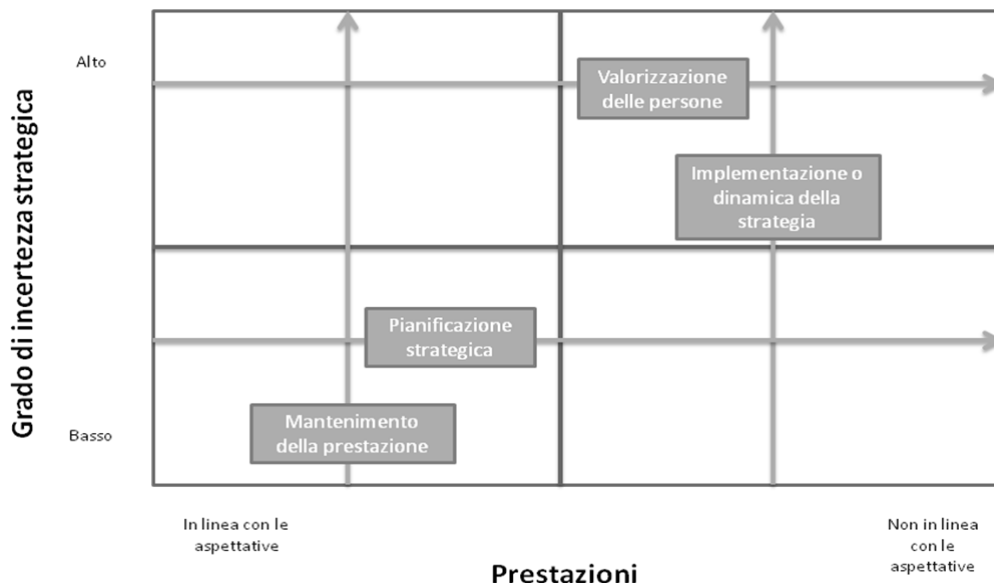 Grado di incertezza strategica
Alto
Valorizzazione
delle persone
Implementazione o
dinamica della
strategia
Pianificazione
strategica
Basso
Mantenimento
della prestazione
In linea con le
aspettative
Non in linea
con le
aspettative
Prestazioni